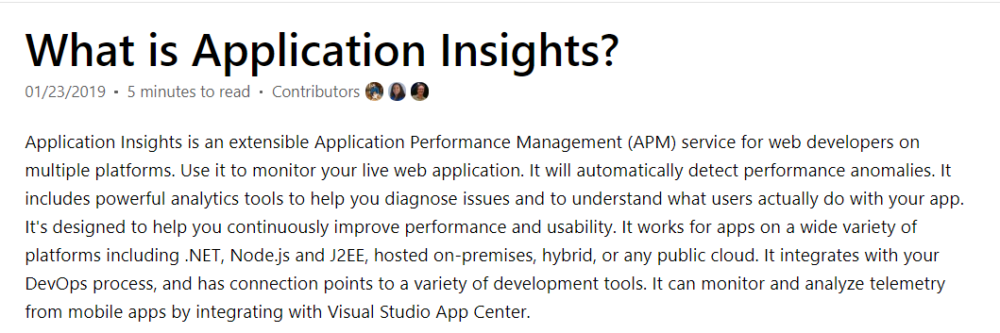 What is Application Insights?
01/23/2019 • 5 minutes to read • Contributors
Application Insights is an extensible Application Performance Management (APM) service for web developers on
multiple platforms. Use it to monitor your live web application. It will automatically detect performance anomalies. It
includes powerful analytics tools to help you diagnose issues and to understand what users actually do with your app.
It's designed to help you continuously improve performance and usability. It works for apps on a wide variety of
platforms including .NET, Node.js and J2EE, hosted on-premises, hybrid, or any public cloud. It integrates with your
DevOps process, and has connection points to a variety of development tools. It can monitor and analyze telemetry
from mobile apps by integrating with Visual Studio App Center.